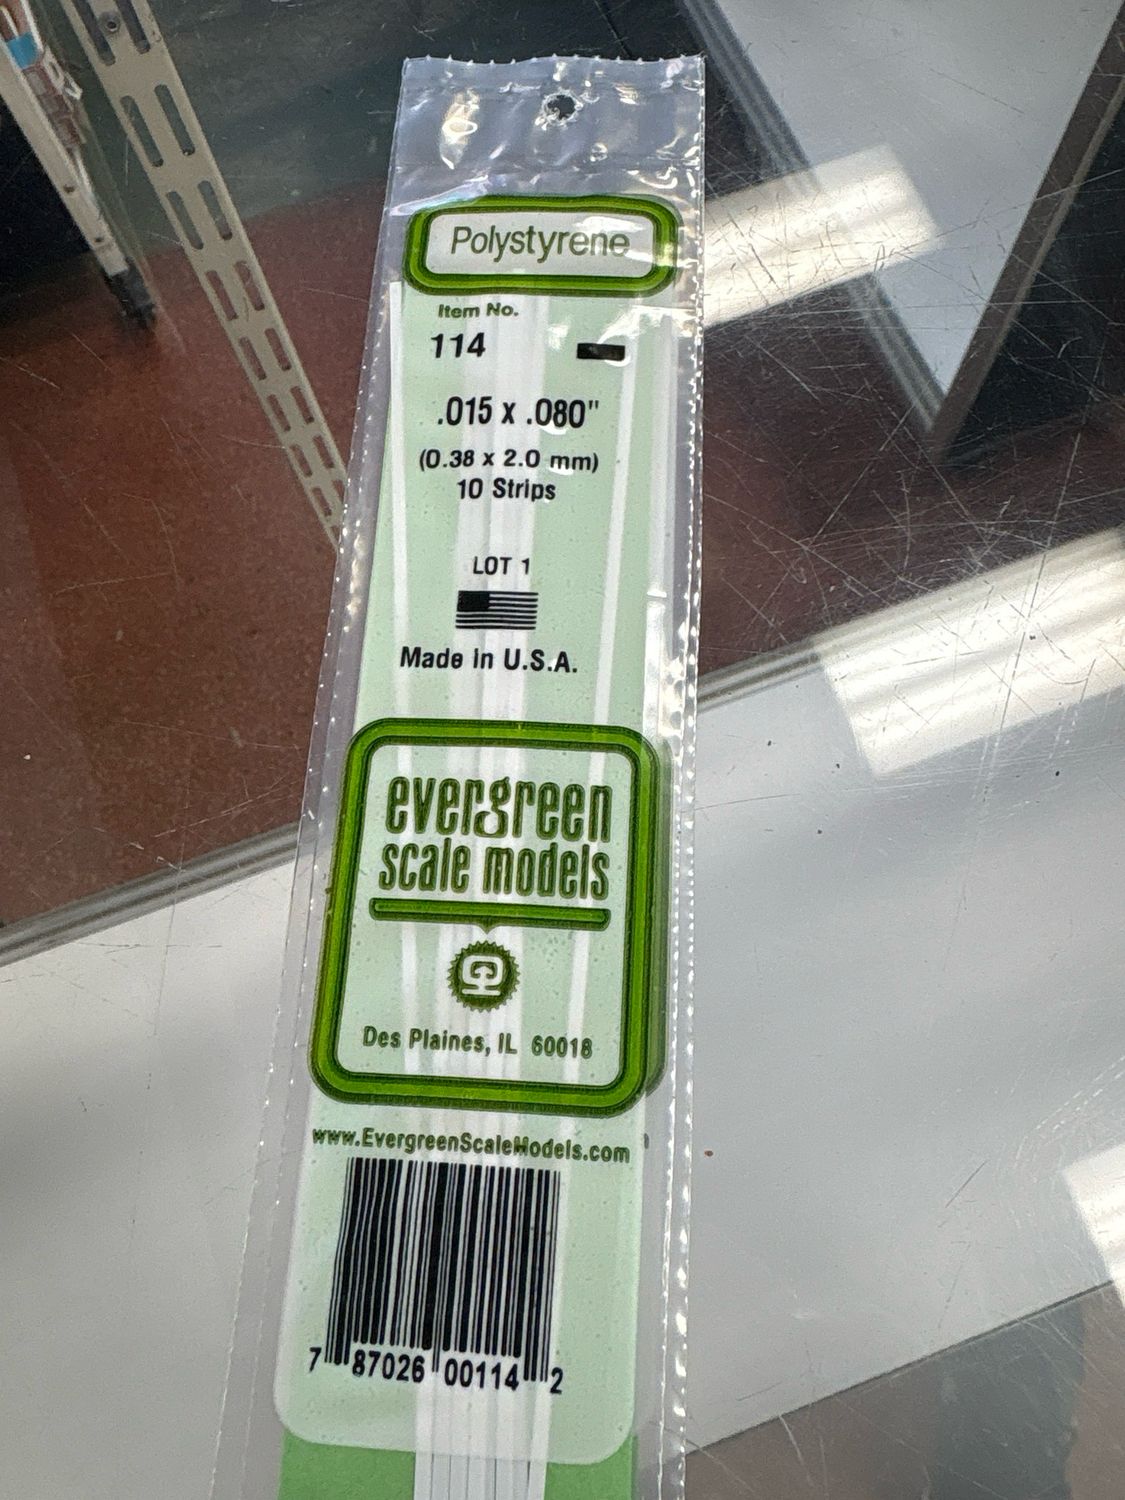 Polystyrene
Item No.
114
.015 x .080"
(0.38 x 2.0 mm)
10 Strips
LOT 1
Made in U.S.A.
evergreen
scale models
Des Plaines, IL 60018
www.EvergreenScaleModels.com
7 87026 00114 2